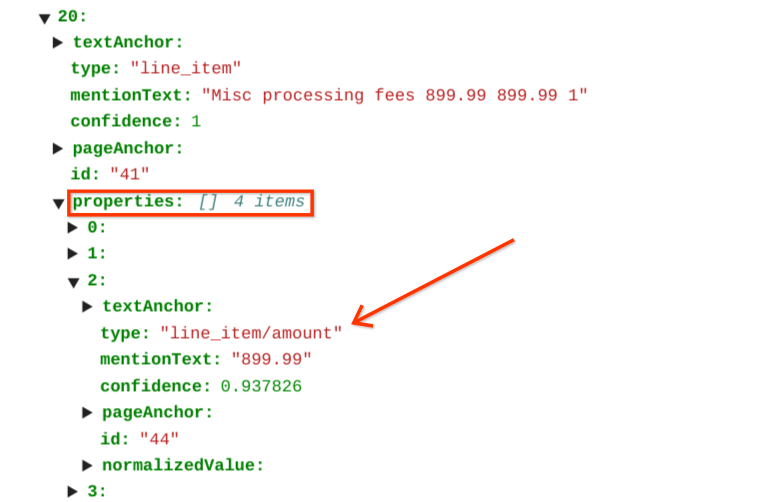 20:
textAnchor:
type: "line_item"
mentionText: "Misc processing fees 899.99 899.99 1"
confidence: 1
pageAnchor:
id: "41"
properties: [] 4 items
0:
1:
2:
textAnchor:
type: "line_item/amount"
mentionText: "899.99"
confidence: 0.937826
pageAnchor:
id: "44"
normalizedValue:
3: